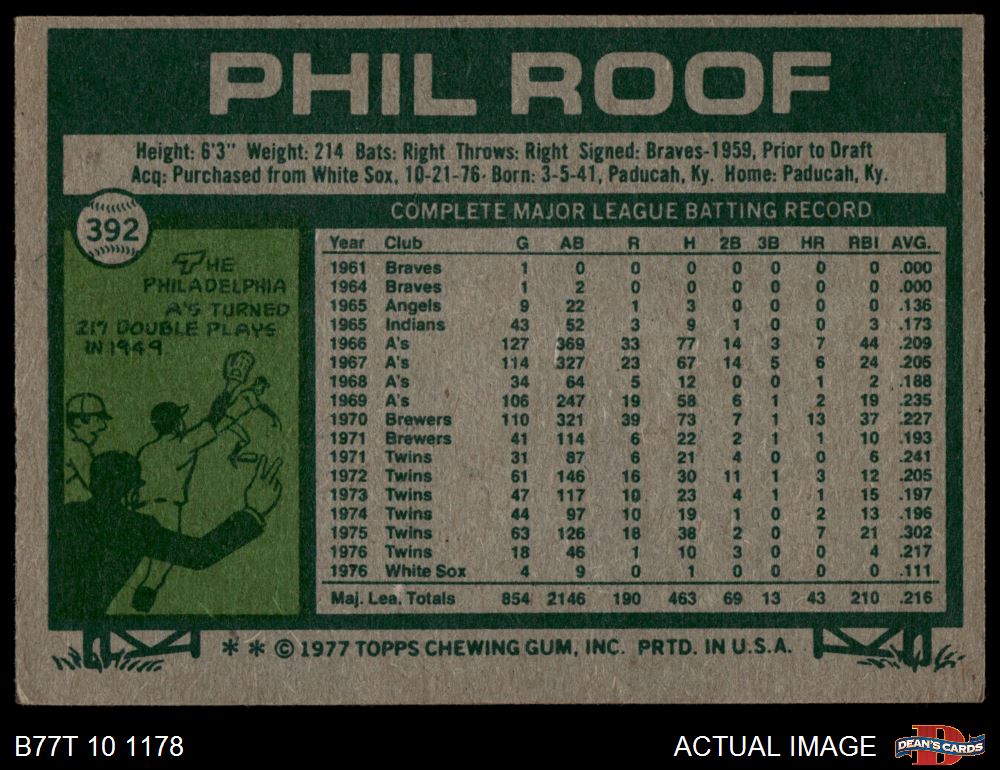 PHIL ROOF
Height: 6'3" Weight: 214 Bats: Right Throws: Right Signed: Braves-1959, Prior to Draft
Acq: Purchased from White Sox, 10-21-76· Born: 3-5-41, Paducah, Ky. Home: Paducah, Ky.
392
THE
PHILADELPHIA
A'S TURNED
217 DOUBLE PLAYS
IN 1949
COMPLETE MAJOR LEAGUE BATTING RECORD
Year Club G AB R H 2B 3B HR RBI AVG.
1961 Braves 1 0 0 0 0 0 0 0 .000
1964 Braves 1 2 0 0 0 0 0 0 .000
1965 Angels 9 22 1 3 0 0 0 0 .136
1965 Indians 43 52 3 9 1 0 0 3 .173
1966 A's 127 369 33 77 14 3 7 44 .209
1967 A's 114 327 23 67 14 5 6 24 .205
1968 A's 34 64 5 12 0 0 1 2 .188
1969 A's 106 247 19 58 6 1 2 19 .235
1970 Brewers 110 321 39 73 7 1 13 37 .227
1971 Brewers 41 114 6 22 2 1 1 10 .193
1971 Twins 31 87 6 21 4 0 0 6 .241
1972 Twins 61 146 16 30 11 1 3 12 .205
1973 Twins 47 117 10 23 4 1 1 15 .197
1974 Twins 44 97 10 19 1 0 2 13 .196
1975 Twins 63 126 18 38 2 0 7 21 .302
1976 Twins 18 46 1 10 3 0 0 4 .217
1976 White Sox 4 9 0 1 0 0 0 0 .111
Maj. Lea. Totals 854 2146 190 463 69 13 43 210 .216
* * © 1977 TOPPS CHEWING GUM, INC. PRTD. IN U.S.A.
B77T 10 1178
ACTUAL IMAGE
D
DEAN'S CARDS